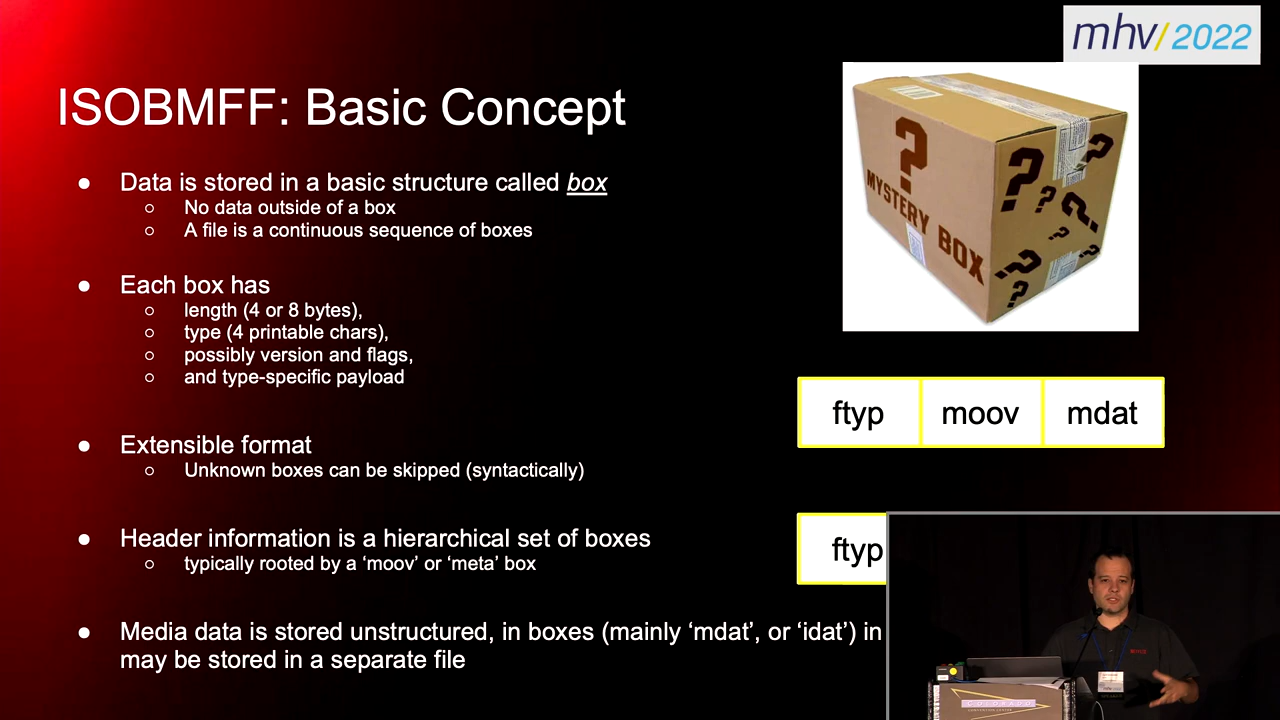 mhv/2022
ISOBMFF: Basic Concept
● Data is stored in a basic structure called box
○ No data outside of a box
○ A file is a continuous sequence of boxes
● Each box has
○ length (4 or 8 bytes),
○ type (4 printable chars),
○ possibly version and flags,
○ and type-specific payload
● Extensible format
○ Unknown boxes can be skipped (syntactically)
● Header information is a hierarchical set of boxes
○ typically rooted by a ‘moov’ or ‘meta’ box
● Media data is stored unstructured, in boxes (mainly ‘mdat’, or ‘idat’) in
may be stored in a separate file
?
MYSTERY BOX
? ? ? ? ? ? ?
ftyp moov mdat
ftyp
COLORADO